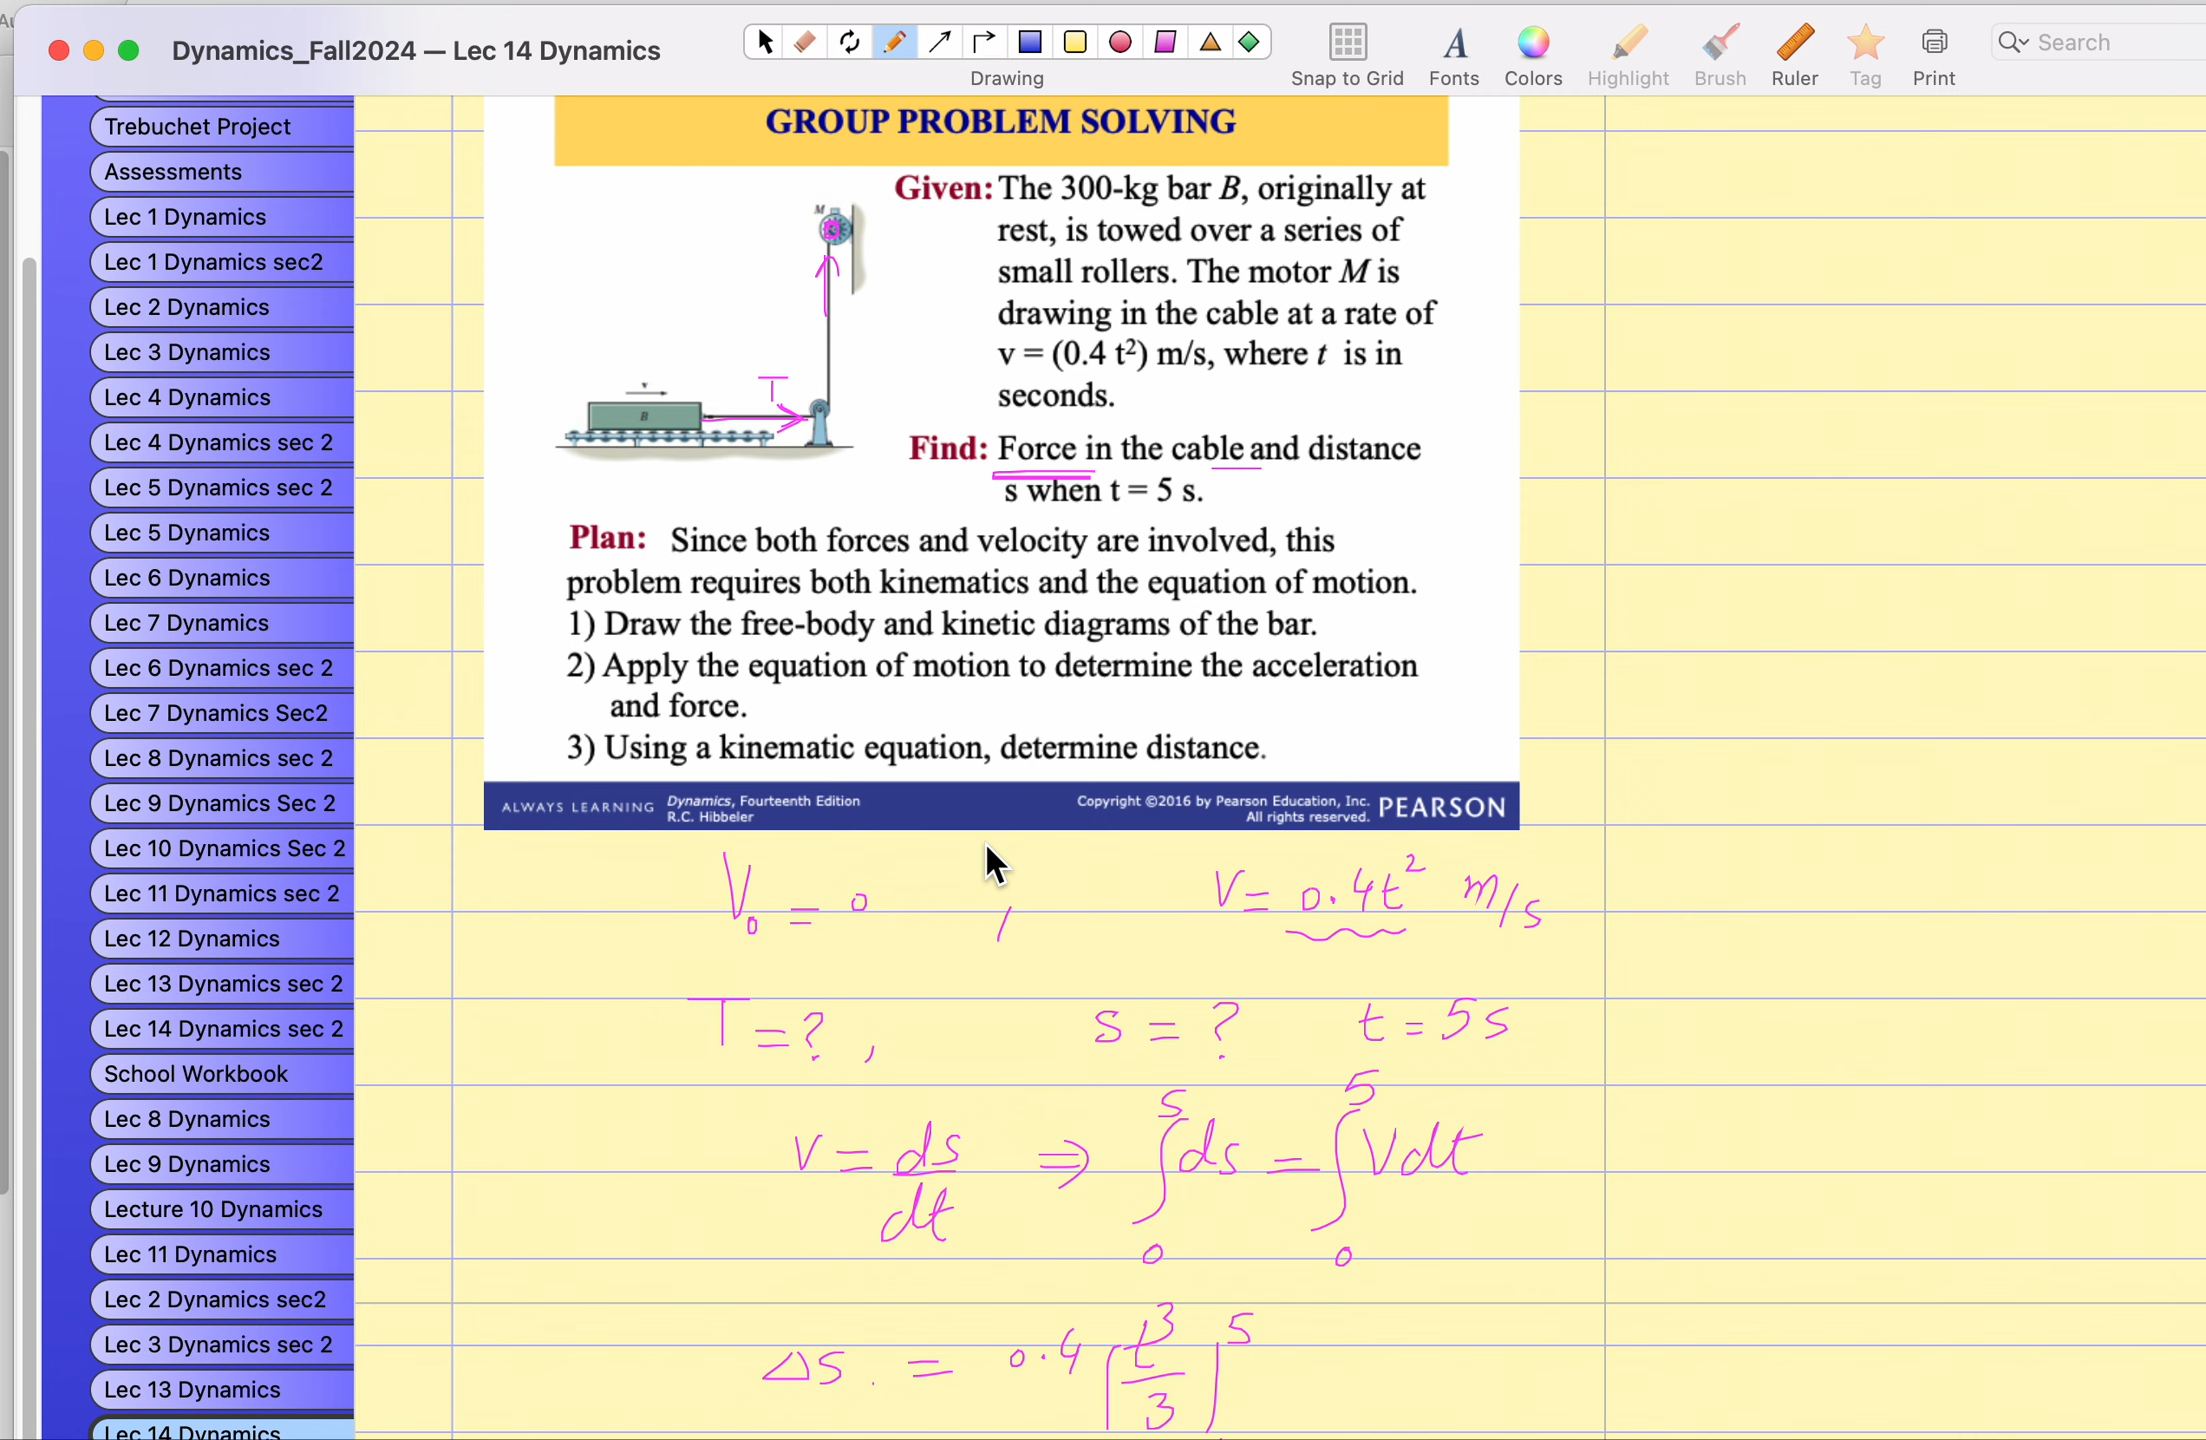 Dynamics_Fall2024 — Lec 14 Dynamics
Drawing
Snap to Grid
Fonts
Colors
Highlight
Brush
Ruler
Tag
Print
Search
Trebuchet Project
Assessments
Lec 1 Dynamics
Lec 1 Dynamics sec2
Lec 2 Dynamics
Lec 3 Dynamics
Lec 4 Dynamics
Lec 4 Dynamics sec 2
Lec 5 Dynamics sec 2
Lec 5 Dynamics
Lec 6 Dynamics
Lec 7 Dynamics
Lec 6 Dynamics sec 2
Lec 7 Dynamics Sec2
Lec 8 Dynamics sec 2
Lec 9 Dynamics Sec 2
Lec 10 Dynamics Sec 2
Lec 11 Dynamics sec 2
Lec 12 Dynamics
Lec 13 Dynamics sec 2
Lec 14 Dynamics sec 2
School Workbook
Lec 8 Dynamics
Lec 9 Dynamics
Lecture 10 Dynamics
Lec 11 Dynamics
Lec 2 Dynamics sec2
Lec 3 Dynamics sec 2
Lec 13 Dynamics
Lec 14 Dynamics
GROUP PROBLEM SOLVING
M
v
B
T
Given: The 300-kg bar B, originally at
rest, is towed over a series of
small rollers. The motor M is
drawing in the cable at a rate of
v = (0.4 t²) m/s, where t is in
seconds.
Find: Force in the cable and distance
s when t = 5 s.
Plan: Since both forces and velocity are involved, this
problem requires both kinematics and the equation of motion.
1) Draw the free-body and kinetic diagrams of the bar.
2) Apply the equation of motion to determine the acceleration
and force.
3) Using a kinematic equation, determine distance.
ALWAYS LEARNING
Dynamics, Fourteenth Edition
R.C. Hibbeler
Copyright ©2016 by Pearson Education, Inc.
All rights reserved.
PEARSON
V₀ = 0 , V = 0.4t² m/s
T = ? , s = ? t = 5 s
v = ds/dt ⇒ ∫₀ˢ ds = ∫₀⁵ V dt
Δs = 0.4 [t³/3]⁵